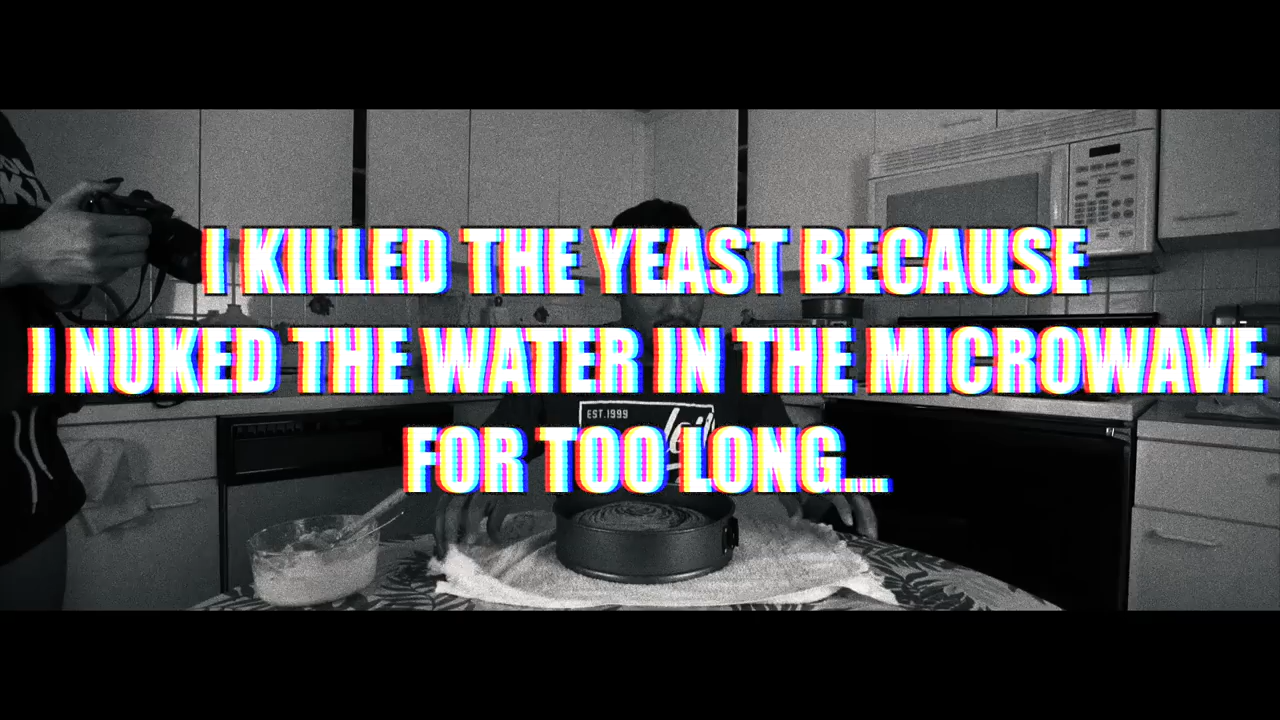 I KILLED THE YEAST BECAUSE
I NUKED THE WATER IN THE MICROWAVE
FOR TOO LONG...
EST.1999